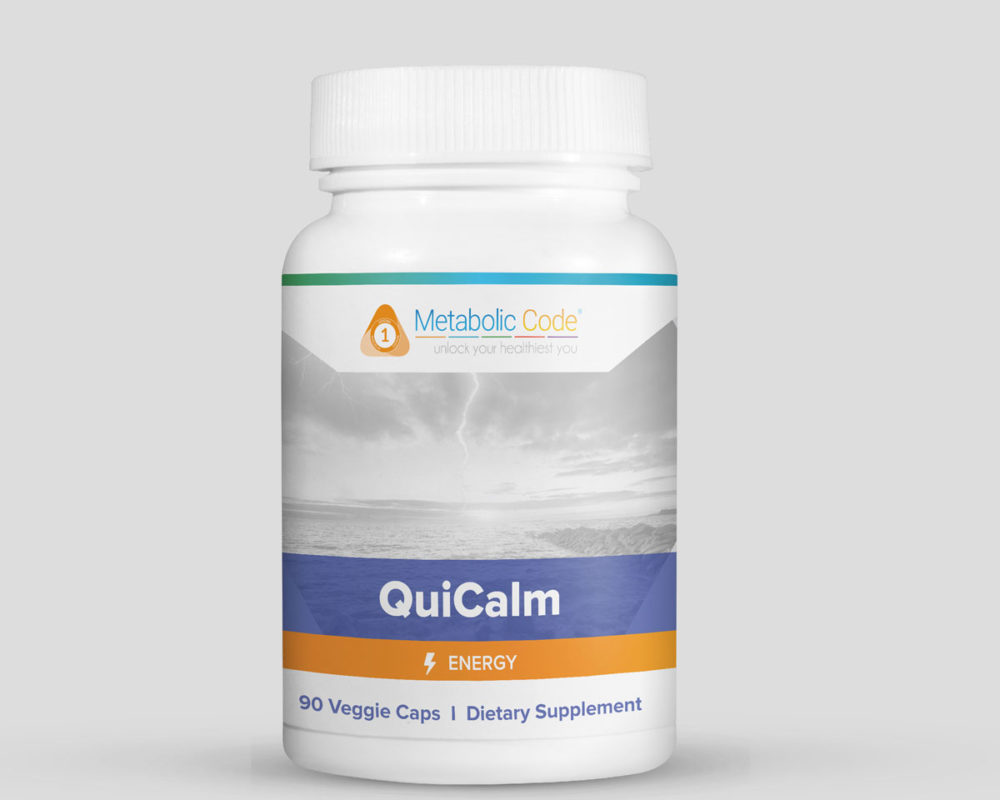 1
Metabolic Code®
unlock your healthiest you
QuiCalm
ENERGY
90 Veggie Caps | Dietary Supplement